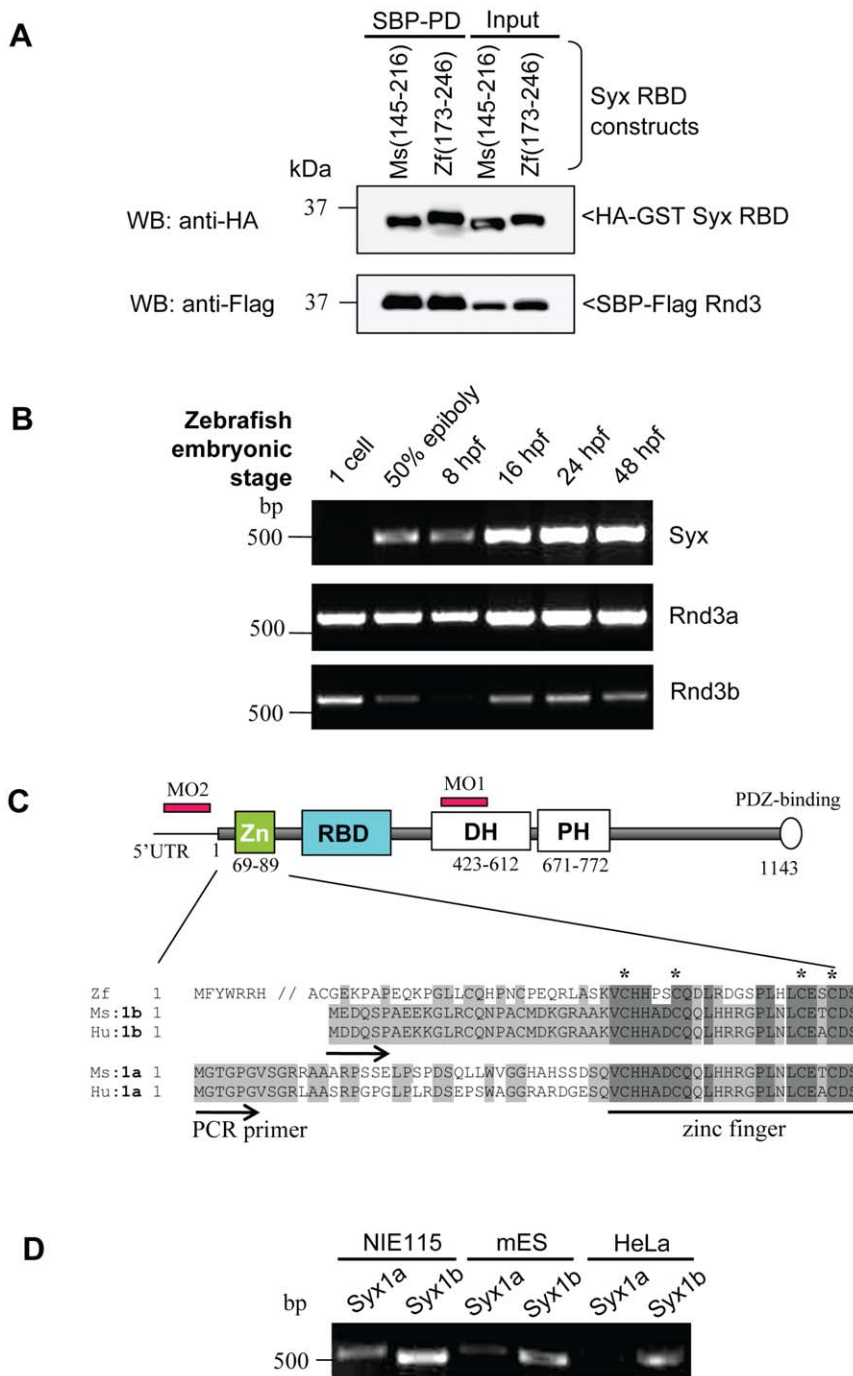 A
SBP-PD Input
Ms(145-216) Zf(173-246) Ms(145-216) Zf(173-246)
Syx RBD
constructs
kDa
WB: anti-HA 37 <HA-GST Syx RBD
WB: anti-Flag 37 <SBP-Flag Rnd3
B
Zebrafish
embryonic
stage
1 cell 50% epiboly 8 hpf 16 hpf 24 hpf 48 hpf
bp
500 Syx
500 Rnd3a
500 Rnd3b
C
MO2 MO1 PDZ-binding
Zn RBD DH PH
5'UTR 1 69-89 423-612 671-772 1143
* * * *
Zf 1 MFYWRRH // ACGEKPAPEQKPGLLCQHPNCPEQRLASKVCHHPSCQDLRDGSPLHLCESCDS
Ms:1b 1 MEDQSPAEEKGLRCQNPACMDKGRAAKVCHHADCQQLHHRGPLNLCETCDS
Hu:1b 1 MDDQSPAEKKGLRCQNPACMDKGRAAKVCHHADCQQLHRRGPLNLCEACDS
Ms:1a 1 MGTGPGVSGRRAAARPSSELPSPDSQLLWVGGHAHSSDSQVCHHADCQQLHHRGPLNLCETCDS
Hu:1a 1 MGTGPGVSGRLAASRPGPGLPLRDSEPSWAGGRARDGESQVCHHADCQQLHRRGPLNLCEACDS
PCR primer zinc finger
D
NIE115 mES HeLa
Syx1a Syx1b Syx1a Syx1b Syx1a Syx1b
bp
500